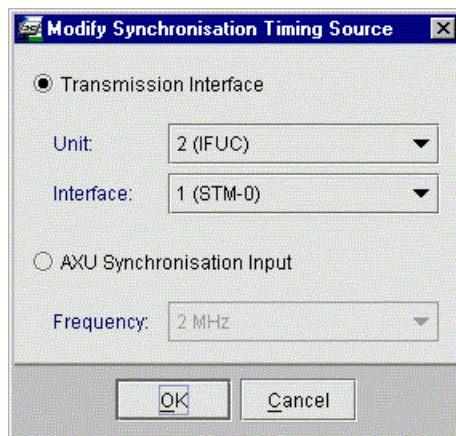 Modify Synchronisation Timing Source
Transmission Interface
Unit: 2 (IFUC)
Interface: 1 (STM-0)
AXU Synchronisation Input
Frequency: 2 MHz
OK Cancel